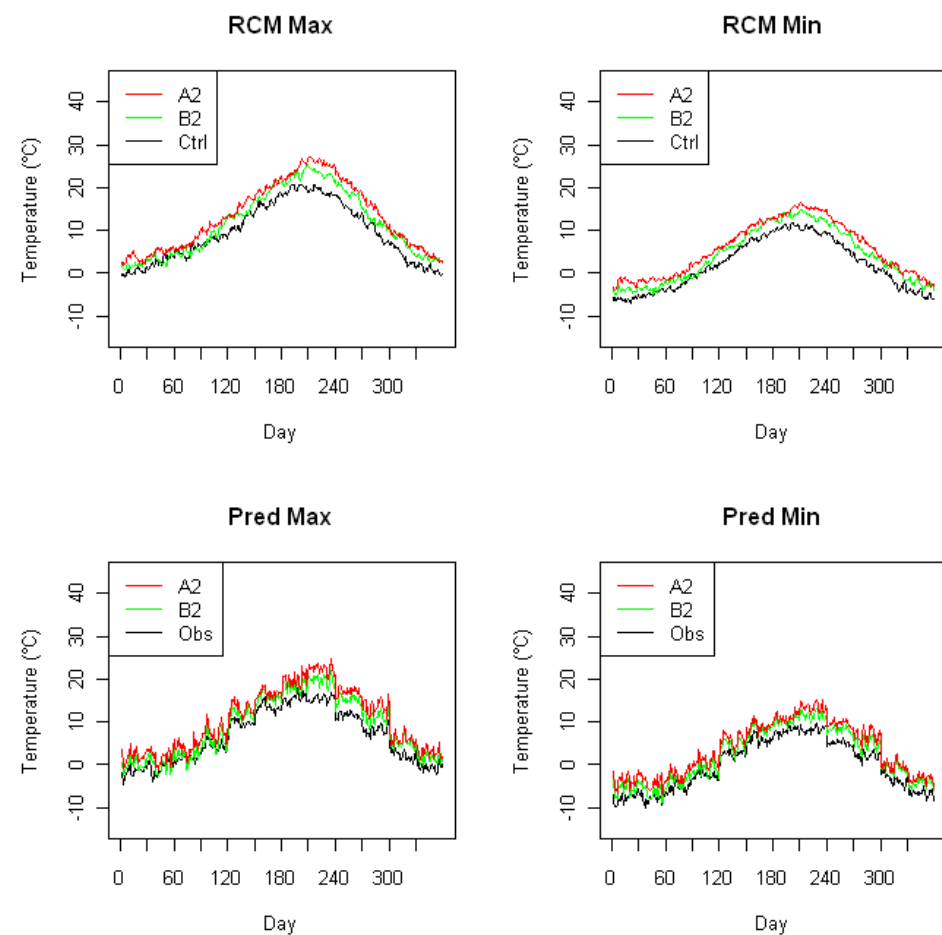 RCM Max
A2
B2
Ctrl
Temperature (°C)
-10 0 10 20 30 40
0 60 120 180 240 300
Day
RCM Min
A2
B2
Ctrl
Temperature (°C)
-10 0 10 20 30 40
0 60 120 180 240 300
Day
Pred Max
A2
B2
Obs
Temperature (°C)
-10 0 10 20 30 40
0 60 120 180 240 300
Day
Pred Min
A2
B2
Obs
Temperature (°C)
-10 0 10 20 30 40
0 60 120 180 240 300
Day